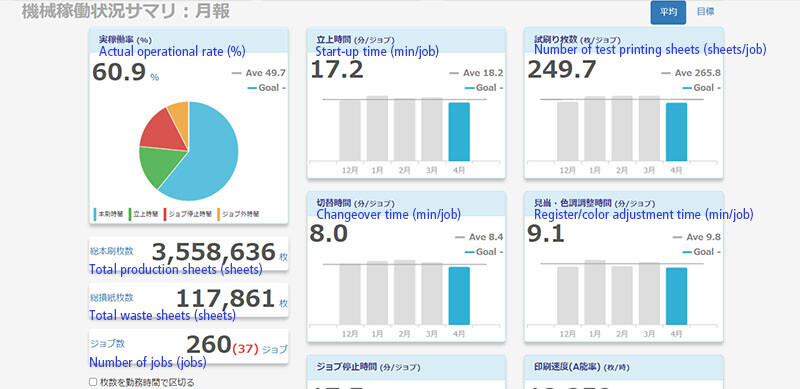 機械稼働状況サマリ：月報
平均 目標
実稼働率 (%)
Actual operational rate (%)
60.9 %
Ave 49.7
Goal -
本刷時間 立上時間 ジョブ停止時間 ジョブ外時間
総本刷枚数 3,558,636 枚
Total production sheets (sheets)
総損紙枚数 117,861 枚
Total waste sheets (sheets)
ジョブ数 260(37) ジョブ
Number of jobs (jobs)
枚数を勤務時間で区切る
立上時間 (分/ジョブ)
Start-up time (min/job)
17.2
Ave 18.2
Goal -
12月 1月 2月 3月 4月
試刷り枚数 (枚/ジョブ)
Number of test printing sheets (sheets/job)
249.7
Ave 265.8
Goal -
12月 1月 2月 3月 4月
切替時間 (分/ジョブ)
Changeover time (min/job)
8.0
Ave 8.4
Goal -
12月 1月 2月 3月 4月
見当・色調調整時間 (分/ジョブ)
Register/color adjustment time (min/job)
9.1
Ave 9.8
Goal -
12月 1月 2月 3月 4月
ジョブ停止時間 (分/ジョブ)
印刷速度(A能率) (枚/時)